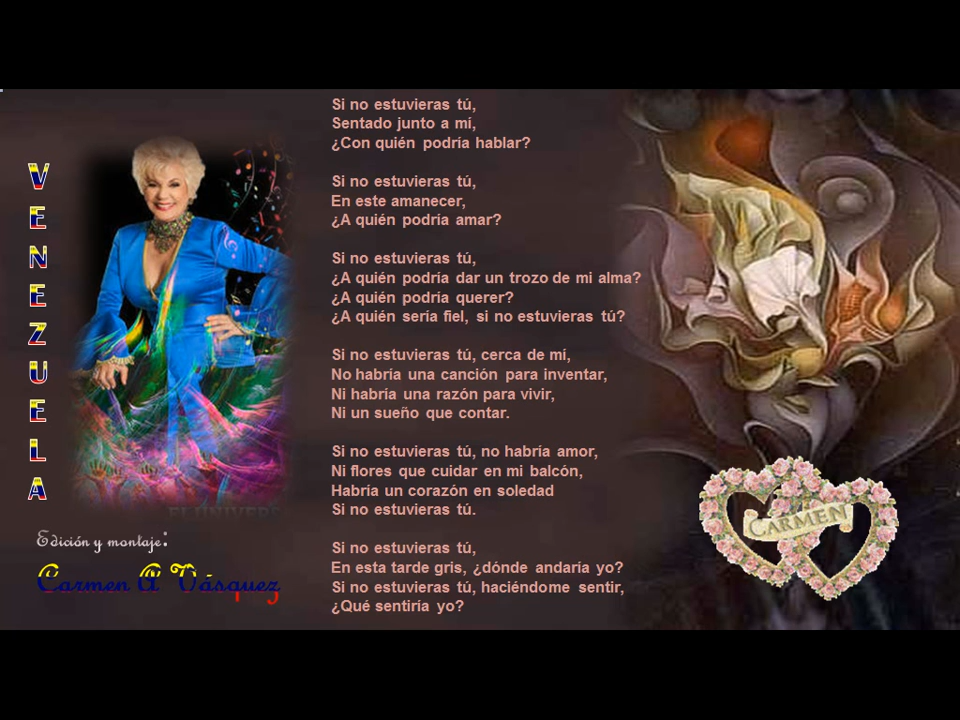 VENEZUELA
EL UNIVERS
Edición y montaje:
Carmen A Vásquez
Si no estuvieras tú,
Sentado junto a mí,
¿Con quién podría hablar?
Si no estuvieras tú,
En este amanecer,
¿A quién podría amar?
Si no estuvieras tú,
¿A quién podría dar un trozo de mi alma?
¿A quién podría querer?
¿A quién sería fiel, si no estuvieras tú?
Si no estuvieras tú, cerca de mí,
No habría una canción para inventar,
Ni habría una razón para vivir,
Ni un sueño que contar.
Si no estuvieras tú, no habría amor,
Ni flores que cuidar en mi balcón,
Habría un corazón en soledad
Si no estuvieras tú.
Si no estuvieras tú,
En esta tarde gris, ¿dónde andaría yo?
Si no estuvieras tú, haciéndome sentir,
¿Qué sentiría yo?
CARMEN